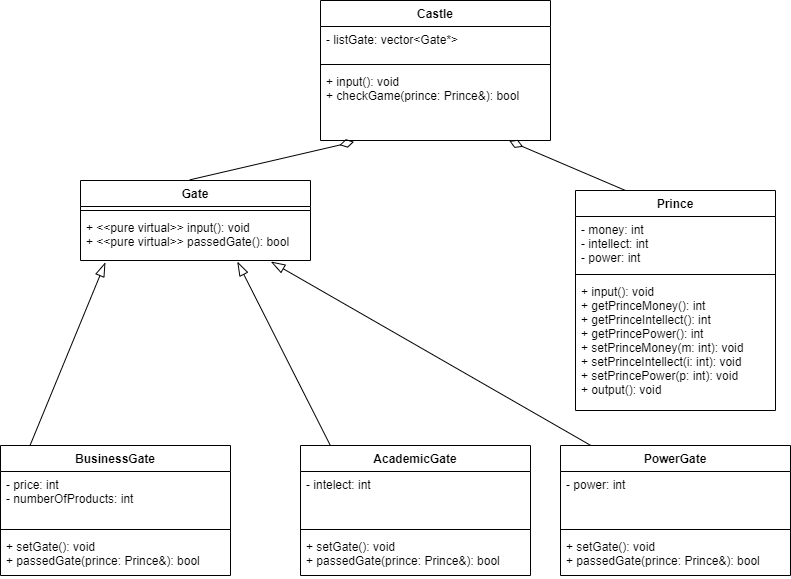 Castle
- listGate: vector<Gate*>
+ input(): void
+ checkGame(prince: Prince&): bool
Gate
+ <<pure virtual>> input(): void
+ <<pure virtual>> passedGate(): bool
Prince
- money: int
- intellect: int
- power: int
+ input(): void
+ getPrinceMoney(): int
+ getPrinceIntellect(): int
+ getPrincePower(): int
+ setPrinceMoney(m: int): void
+ setPrinceIntellect(i: int): void
+ setPrincePower(p: int): void
+ output(): void
BusinessGate
- price: int
- numberOfProducts: int
+ setGate(): void
+ passedGate(prince: Prince&): bool
AcademicGate
- intelect: int
+ setGate(): void
+ passedGate(prince: Prince&): bool
PowerGate
- power: int
+ setGate(): void
+ passedGate(prince: Prince&): bool